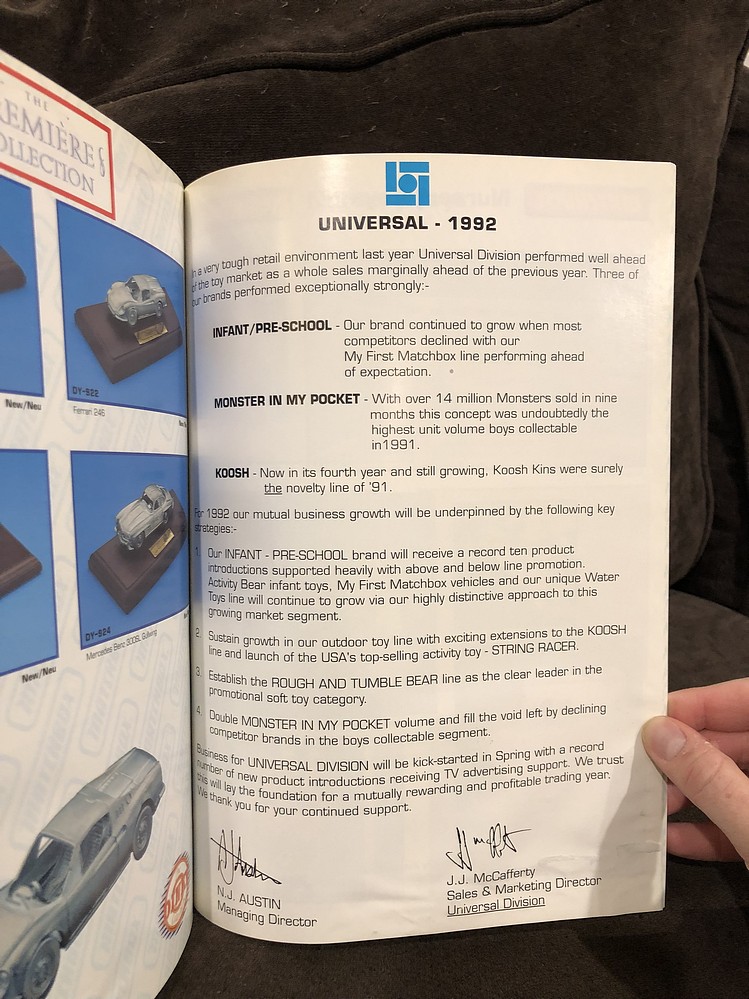 THE
REMIÈRE
OLLECTION
DY-922
Ferrari 246
New/Neu
DY-924
Mercedes Benz 300SL Gullwing
New/Neu
UNIVERSAL - 1992
In a very tough retail environment last year Universal Division performed well ahead
of the toy market as a whole sales marginally ahead of the previous year. Three of
our brands performed exceptionally strongly:-
INFANT/PRE-SCHOOL - Our brand continued to grow when most
competitors declined with our
My First Matchbox line performing ahead
of expectation.
MONSTER IN MY POCKET - With over 14 million Monsters sold in nine
months this concept was undoubtedly the
highest unit volume boys collectable
in1991.
KOOSH - Now in its fourth year and still growing, Koosh Kins were surely
the novelty line of '91.
For 1992 our mutual business growth will be underpinned by the following key
strategies:-
1. Our INFANT - PRE-SCHOOL brand will receive a record ten product
introductions supported heavily with above and below line promotion.
Activity Bear infant toys, My First Matchbox vehicles and our unique Water
Toys line will continue to grow via our highly distinctive approach to this
growing market segment.
2. Sustain growth in our outdoor toy line with exciting extensions to the KOOSH
line and launch of the USA's top-selling activity toy - STRING RACER.
3. Establish the ROUGH AND TUMBLE BEAR line as the clear leader in the
promotional soft toy category.
4. Double MONSTER IN MY POCKET volume and fill the void left by declining
competitor brands in the boys collectable segment.
Business for UNIVERSAL DIVISION will be kick-started in Spring with a record
number of new product introductions receiving TV advertising support. We trust
this will lay the foundation for a mutually rewarding and profitable trading year.
We thank you for your continued support.
N.J. AUSTIN
Managing Director
J.J. McCafferty
Sales & Marketing Director
Universal Division